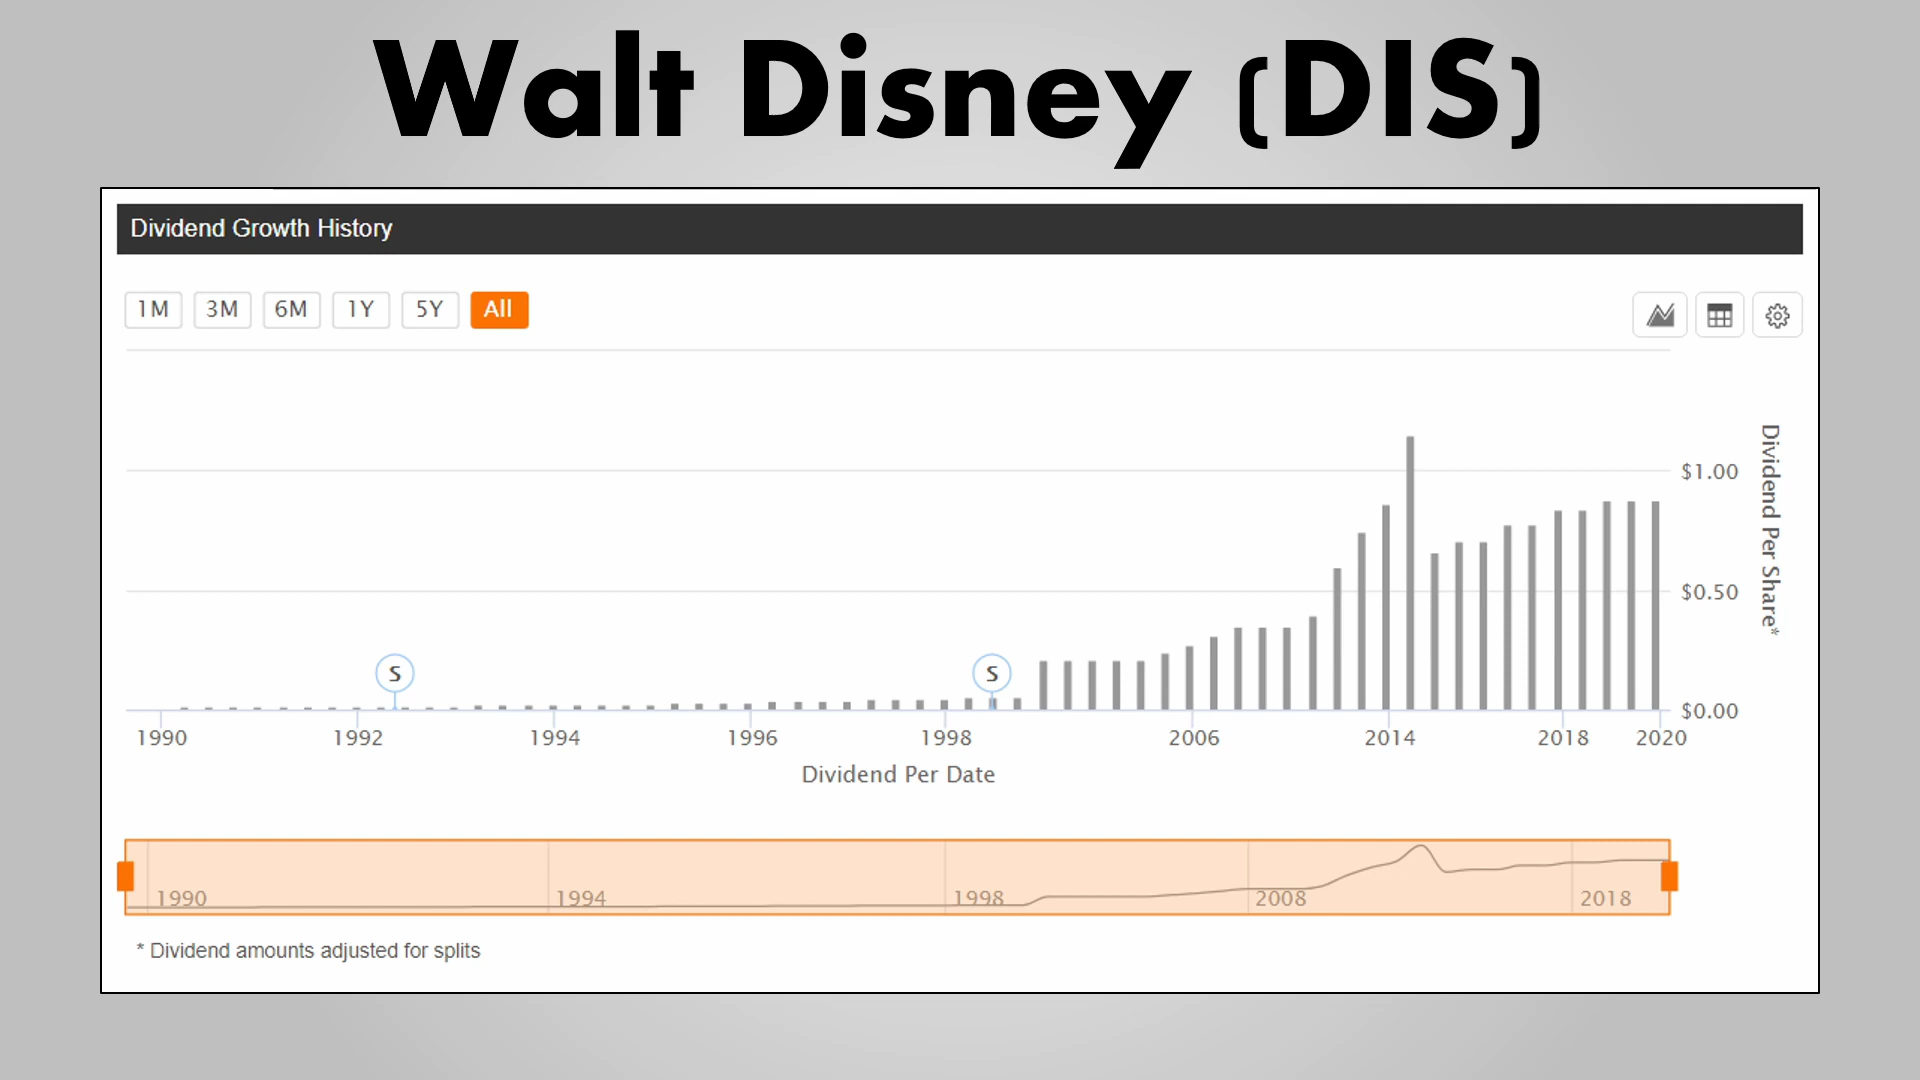 Walt Disney (DIS)
Dividend Growth History
1M 3M 6M 1Y 5Y All
$1.00
$0.50
$0.00
Dividend Per Share*
S S
1990 1992 1994 1996 1998 2006 2014 2018 2020
Dividend Per Date
1990 1994 1998 2008 2018
* Dividend amounts adjusted for splits